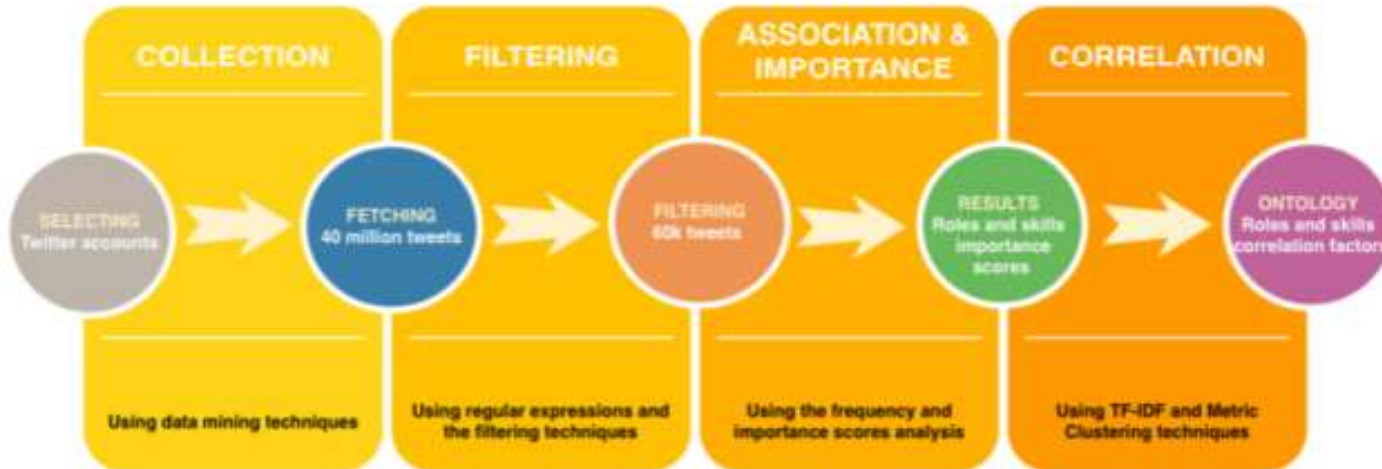 COLLECTION
FILTERING
ASSOCIATION &
IMPORTANCE
CORRELATION
SELECTING
Twitter accounts
FETCHING
40 million tweets
FILTERING
60k tweets
RESULTS
Roles and skills
importance
scores
ONTOLOGY
Roles and skills
correlation factor
Using data mining techniques
Using regular expressions and
the filtering techniques
Using the frequency and
importance scores analysis
Using TF-IDF and Metric
Clustering techniques